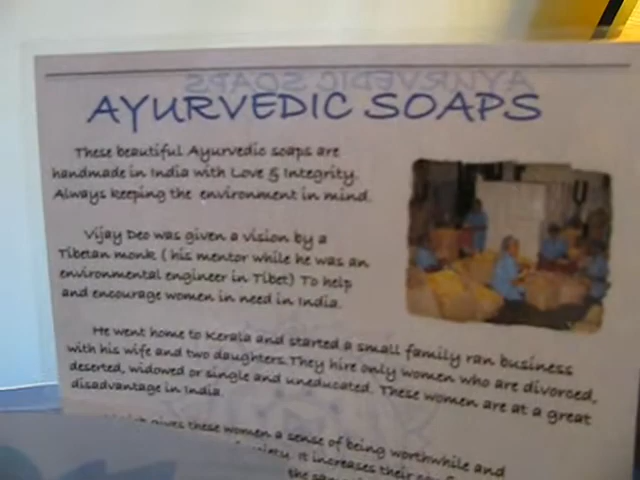 AYURVEDIC SOAPS
These beautiful Ayurvedic soaps are
handmade in India with Love & Integrity.
Always keeping the environment in mind.
Vijay Deo was given a vision by a
Tibetan monk ( his mentor while he was an
environmental engineer in Tibet) To help
and encourage women in need in India.
He went home to Kerala and started a small family ran business
with his wife and two daughters. They hire only women who are divorced,
deserted, widowed or single and uneducated. These women are at a great
disadvantage in India.
gives these women a sense of being worthwhile and
It increases their
the